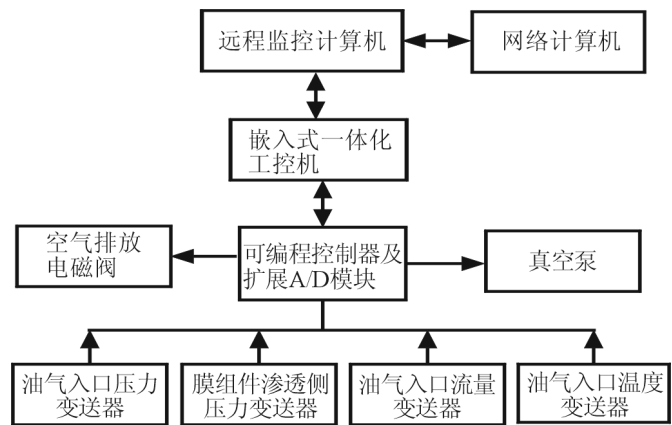 远程监控计算机
网络计算机
嵌入式一体化
工控机
空气排放
电磁阀
可编程控制器及
扩展A/D模块
真空泵
油气入口压力
变送器
膜组件渗透侧
压力变送器
油气入口流量
变送器
油气入口温度
变送器